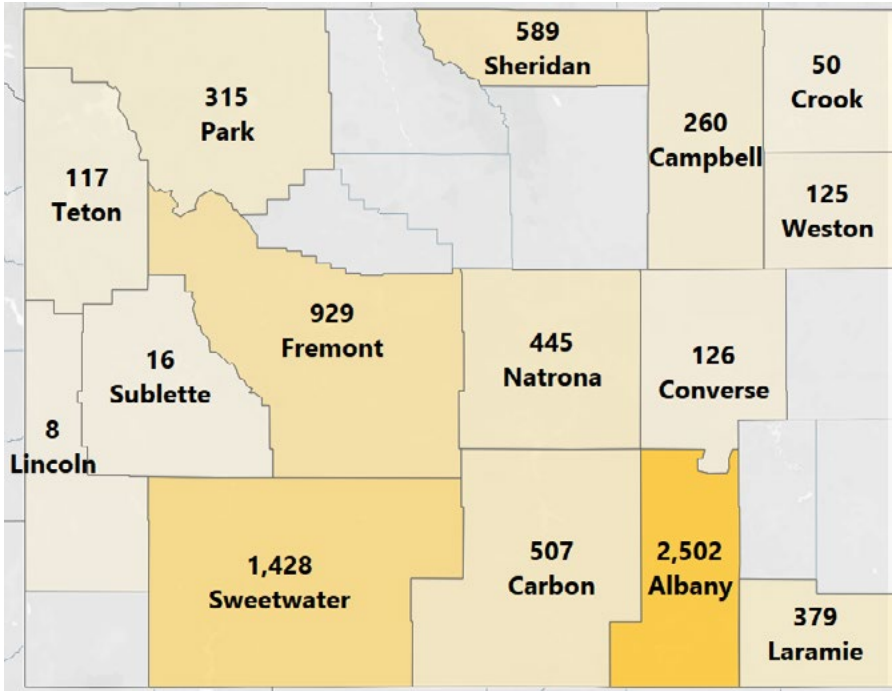 589
Sheridan
50
Crook
315
Park
260
Campbell
117
Teton
125
Weston
929
Fremont
445
Natrona
126
Converse
16
Sublette
8
Lincoln
1,428
Sweetwater
507
Carbon
2,502
Albany
379
Laramie